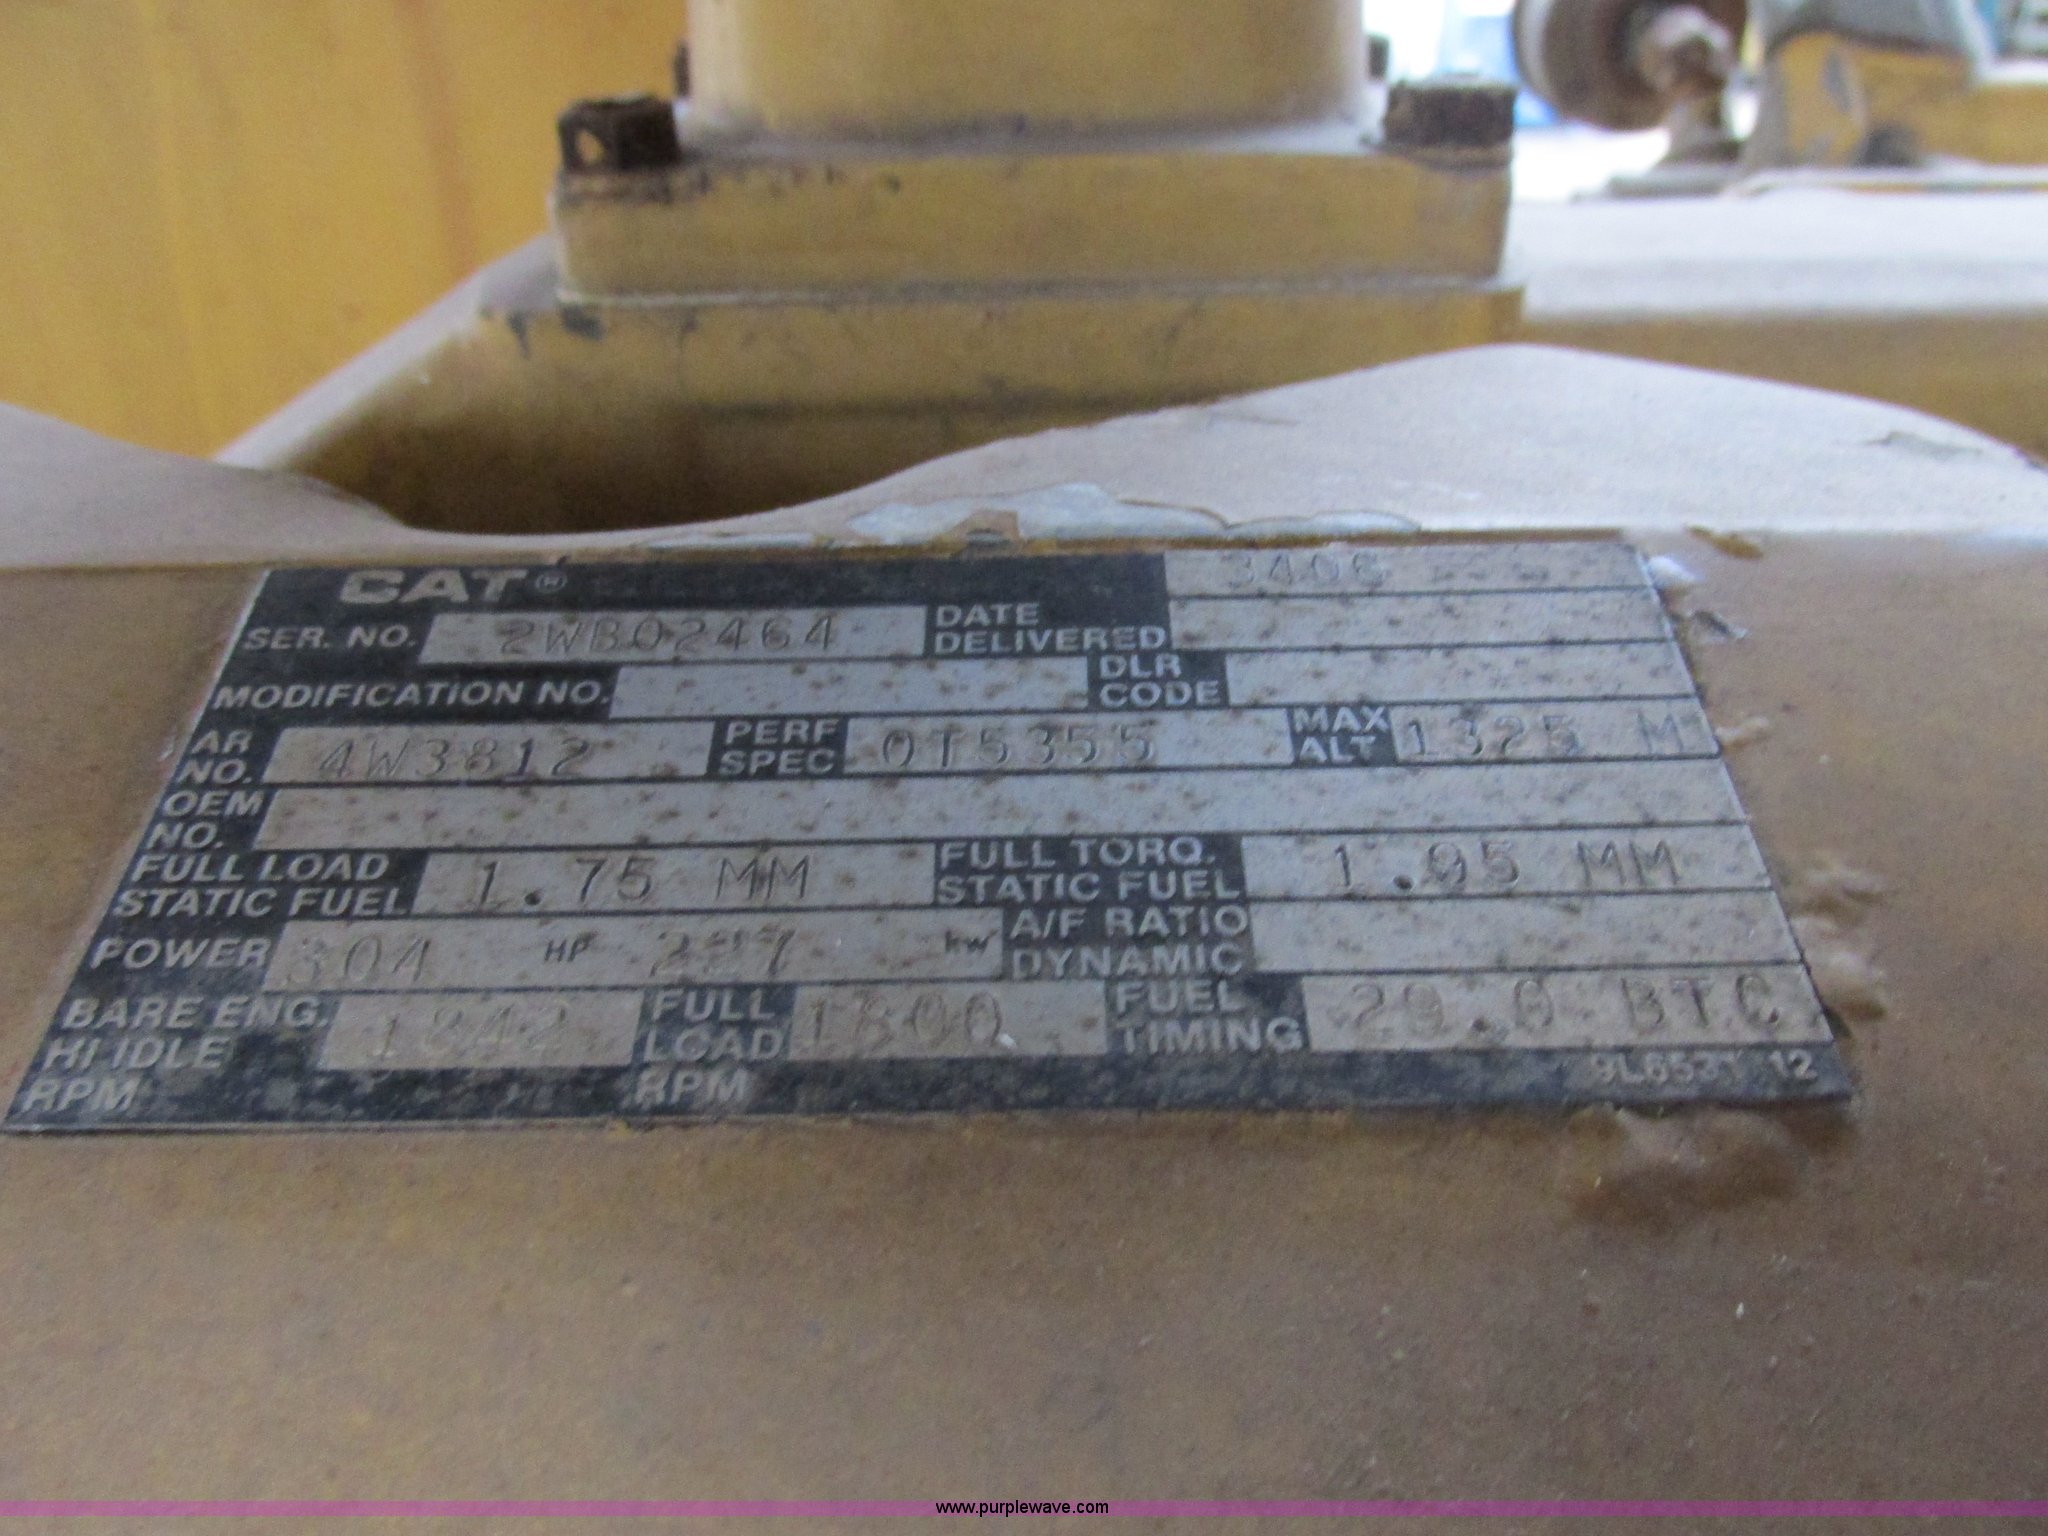 CAT® 3406
SER. NO. 2WB02464 DATE DELIVERED
MODIFICATION NO. DLR CODE
AR NO. 4W3812 PERF SPEC 0T5355 MAX ALT 1325 M
OEM NO.
FULL LOAD STATIC FUEL 1.75 MM FULL TORQ. STATIC FUEL 1.95 MM
POWER 304 HP 227 kw A/F RATIO DYNAMIC
BARE ENG. HI IDLE RPM 1842 FULL LOAD RPM 1800 FUEL TIMING 29.0 BTC
12
www.purplewave.com